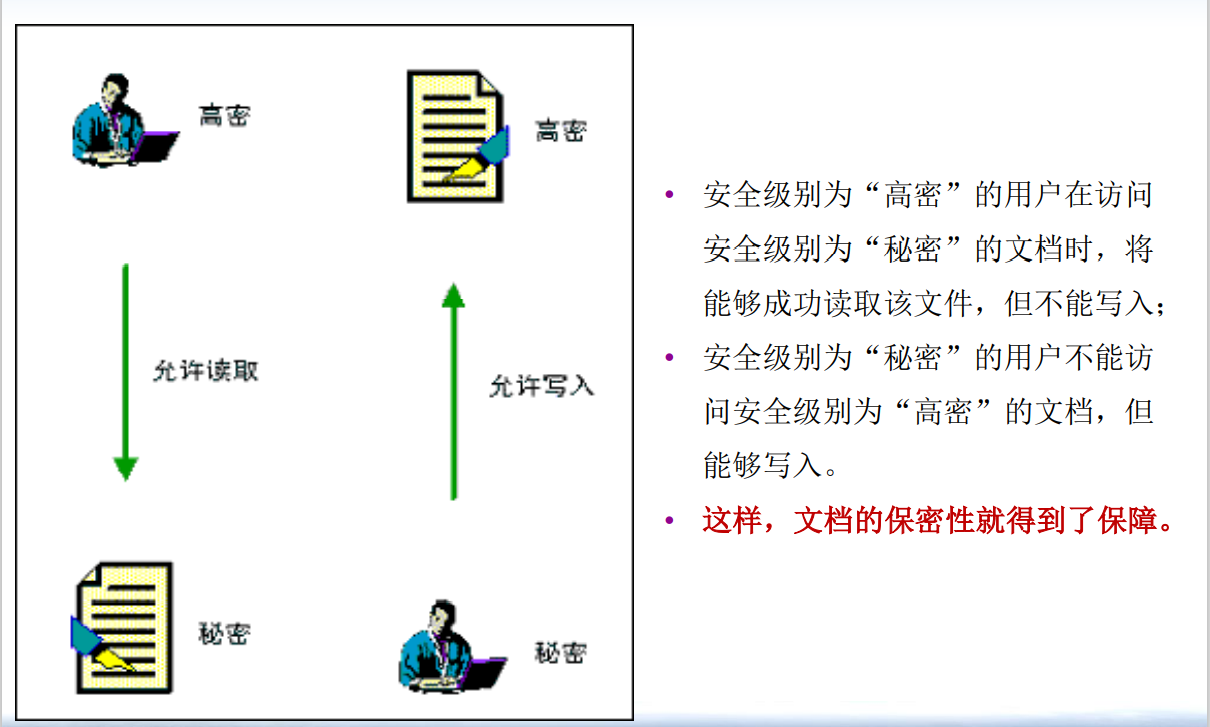 高密
高密
允许读取
允许写入
秘密
秘密
• 安全级别为“高密”的用户在访问
安全级别为“秘密”的文档时，将
能够成功读取该文件，但不能写入；
• 安全级别为“秘密”的用户不能访
问安全级别为“高密”的文档，但
能够写入。
• 这样，文档的保密性就得到了保障。